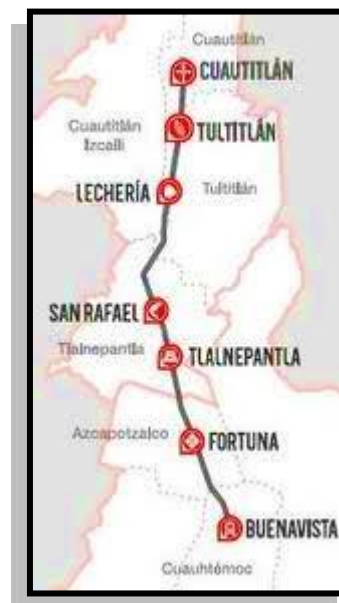 Cuautitlán
CUAUTITLÁN
Cuautitlán
Izcalli
TULTITLÁN
LECHERÍA
Tultitlán
SAN RAFAEL
Tlalnepantla
TLALNEPANTLA
Azcapotzalco
FORTUNA
BUENAVISTA
Cuauhtémoc